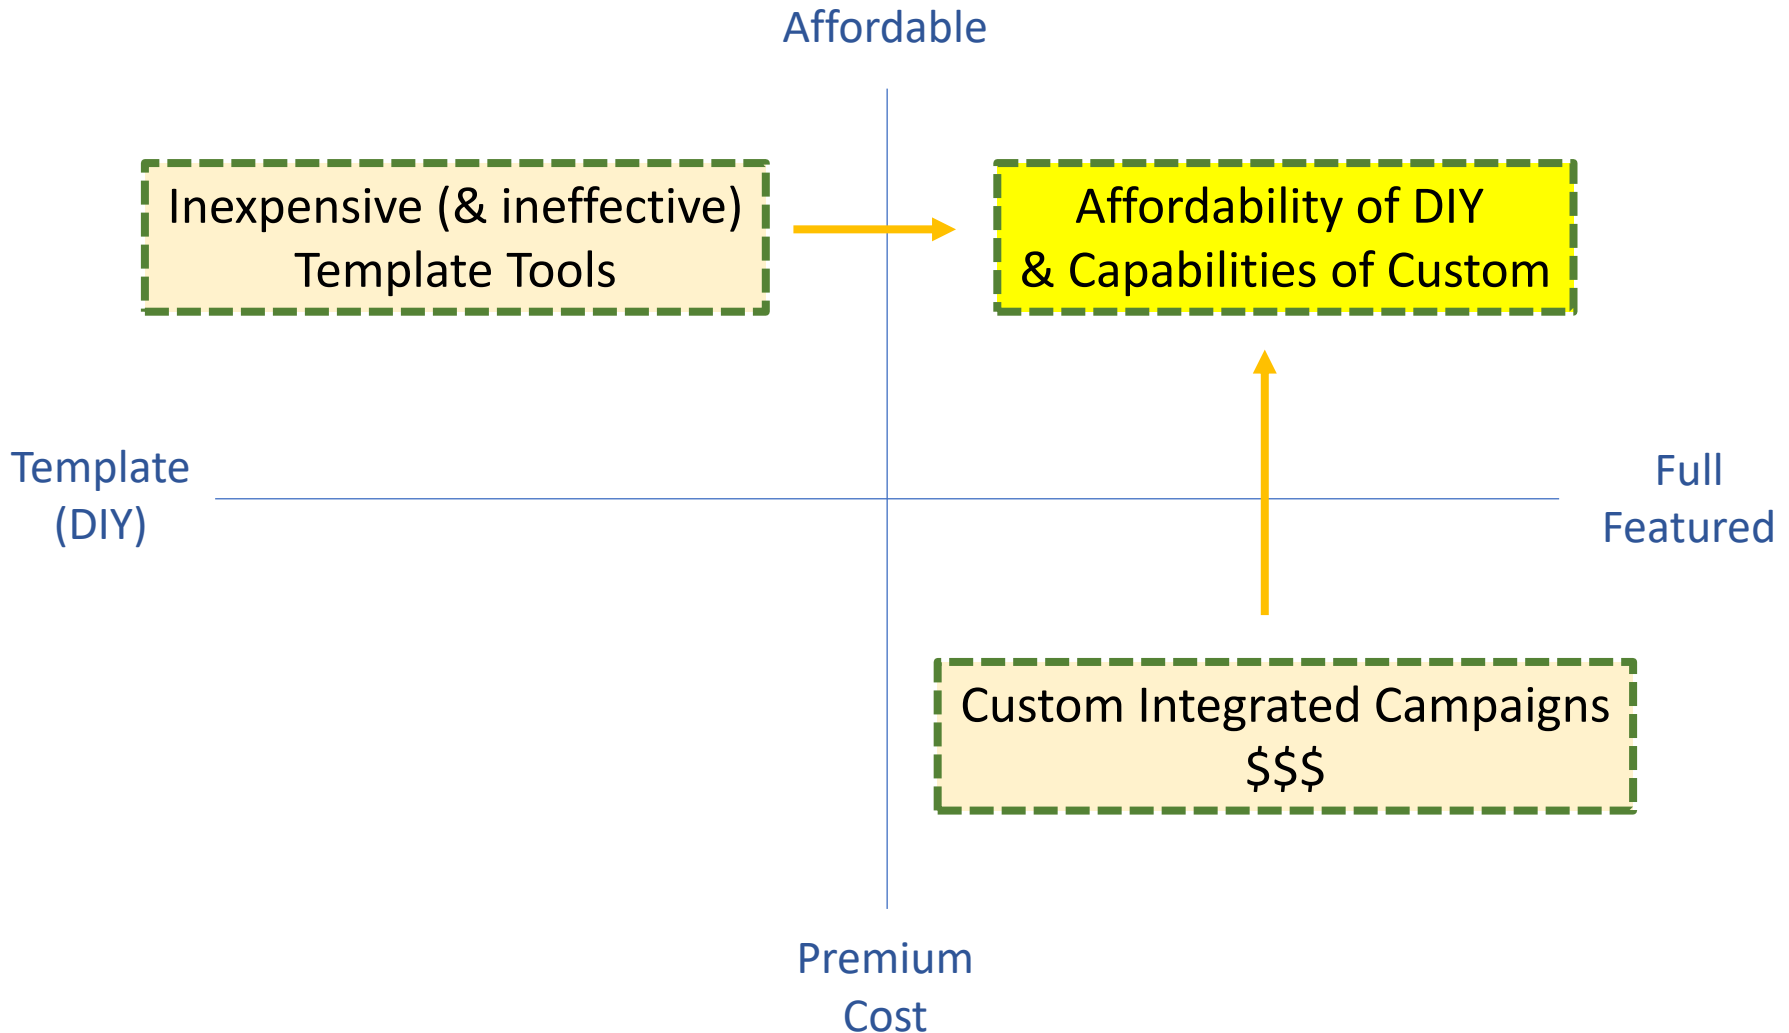 Affordable
Inexpensive (& ineffective)
Template Tools
Affordability of DIY
& Capabilities of Custom
Template
(DIY)
Full
Featured
Custom Integrated Campaigns
$$$
Premium
Cost